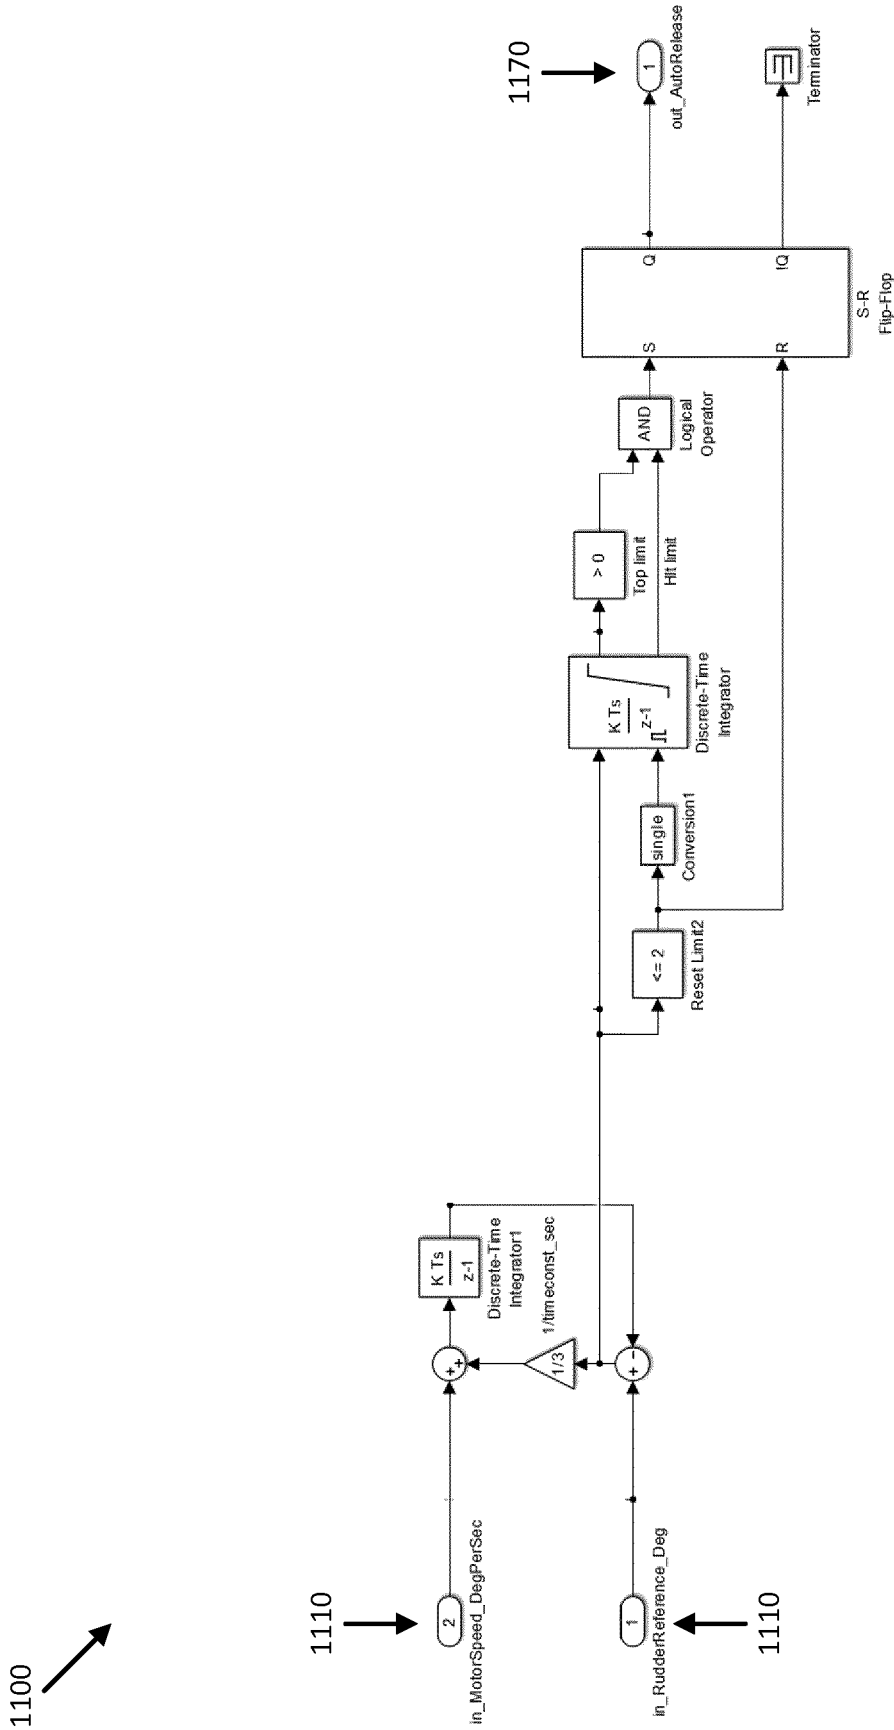 1100
1110
2
in_MotorSpeed_DegPerSec
1
in_RudderReference_Deg
1110
+
+
K Ts
z-1
Discrete-Time
Integrator1
1/3
1/timeconst_sec
+ -
<= 2
Reset Limit2
single
Conversion1
K Ts
z-1
Discrete-Time
Integrator
> 0
Top limit
Hit limit
AND
Logical
Operator
S
R
Q
!Q
S-R
Flip-Flop
1170
1
out_AutoRelease
Terminator